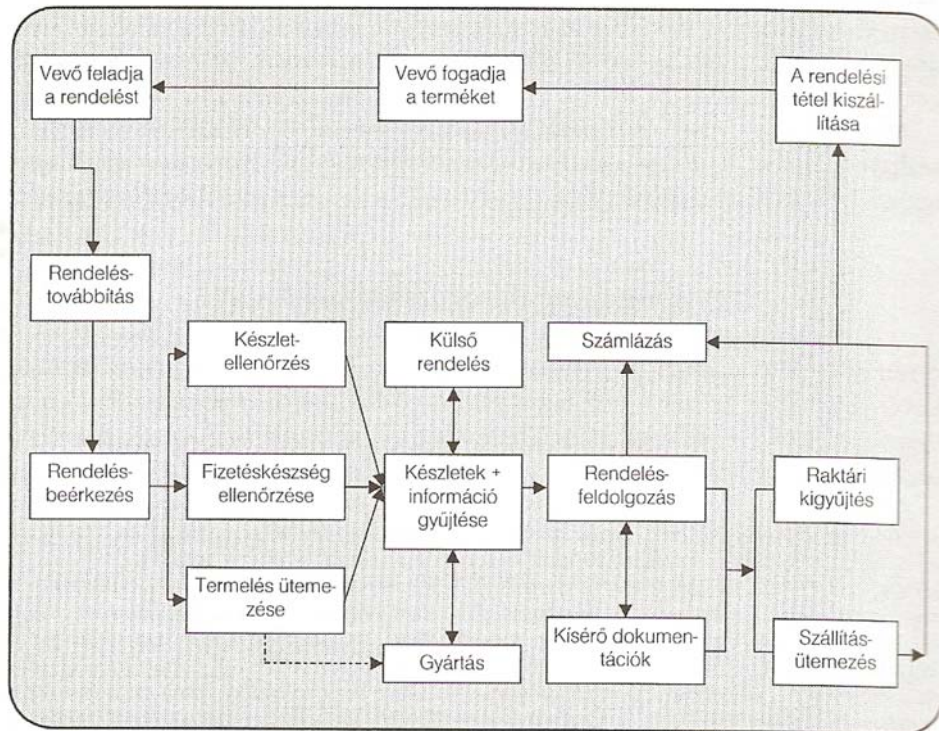 Vevő feladja
a rendelést
Vevő fogadja
a terméket
A rendelési
tétel kiszál-
lítása
Rendelés-
továbbítás
Készlet-
ellenőrzés
Külső
rendelés
Számlázás
Rendelés-
beérkezés
Fizetéskészség
ellenőrzése
Készletek +
információ
gyűjtése
Rendelés-
feldolgozás
Raktári
kigyűjtés
Termelés üteme-
zése
Gyártás
Kísérő dokumen-
tációk
Szállítás-
ütemezés